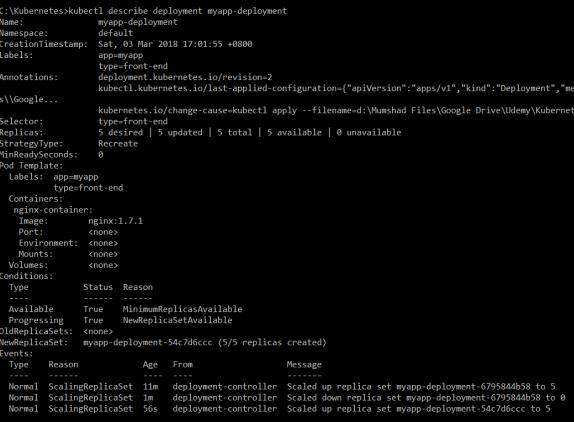 C:\Kubernetes>kubectl describe deployment myapp-deployment
Name: myapp-deployment
Namespace: default
CreationTimestamp: Sat, 03 Mar 2018 17:01:55 +0800
Labels: app=myapp
type=front-end
Annotations: deployment.kubernetes.io/revision=2
kubectl.kubernetes.io/last-applied-configuration={"apiVersion":"apps/v1","kind":"Deployment","me
s\\Google...
kubernetes.io/change-cause=kubectl apply --filename=d:\Mumshad Files\Google Drive\Udemy\Kubernet
Selector: type=front-end
Replicas: 5 desired | 5 updated | 5 total | 5 available | 0 unavailable
StrategyType: Recreate
MinReadySeconds: 0
Pod Template:
Labels: app=myapp
type=front-end
Containers:
nginx-container:
Image: nginx:1.7.1
Port: <none>
Environment: <none>
Mounts: <none>
Volumes: <none>
Conditions:
Type Status Reason
---- ------ ------
Available True MinimumReplicasAvailable
Progressing True NewReplicaSetAvailable
OldReplicaSets: <none>
NewReplicaSet: myapp-deployment-54c7d6ccc (5/5 replicas created)
Events:
Type Reason Age From Message
---- ------ ---- ---- -------
Normal ScalingReplicaSet 11m deployment-controller Scaled up replica set myapp-deployment-6795844b58 to 5
Normal ScalingReplicaSet 1m deployment-controller Scaled down replica set myapp-deployment-6795844b58 to 0
Normal ScalingReplicaSet 56s deployment-controller Scaled up replica set myapp-deployment-54c7d6ccc to 5